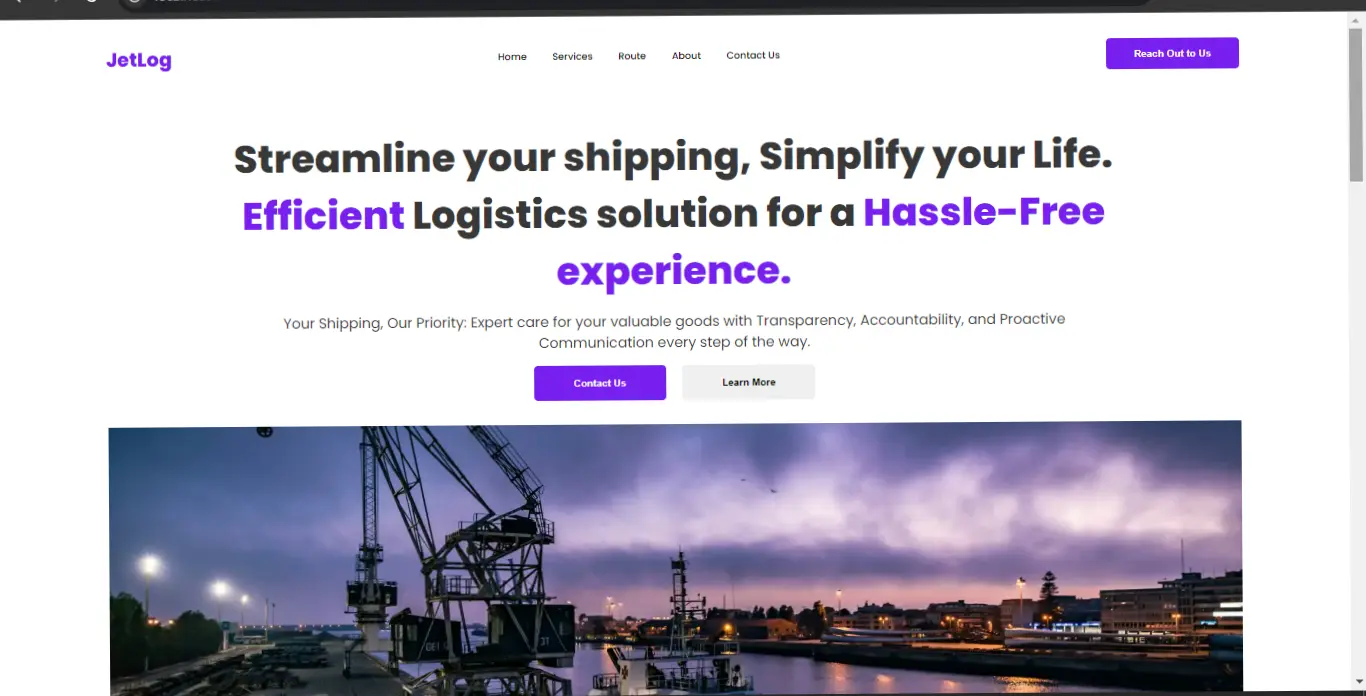 JetLog
Home Services Route About Contact Us
Reach Out to Us
Streamline your shipping, Simplify your Life.
Efficient Logistics solution for a Hassle-Free
experience.
Your Shipping, Our Priority: Expert care for your valuable goods with Transparency, Accountability, and Proactive
Communication every step of the way.
Contact Us Learn More